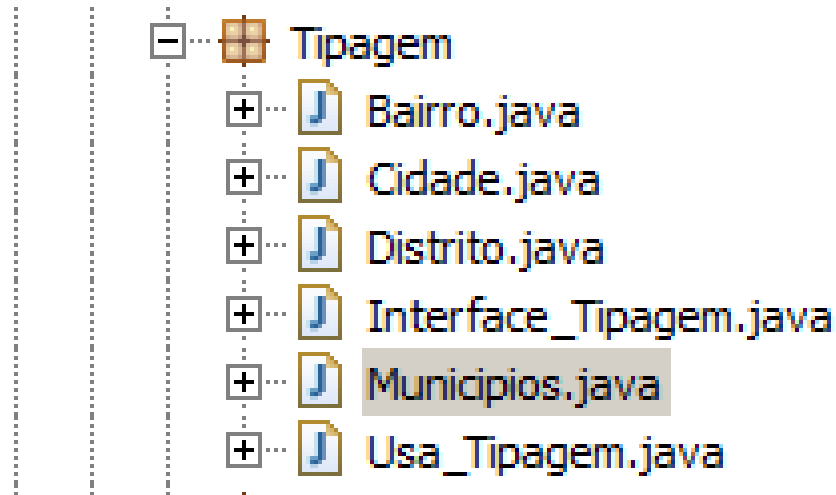 Tipagem
Bairro.java
Cidade.java
Distrito.java
Interface_Tipagem.java
Municipios.java
Usa_Tipagem.java